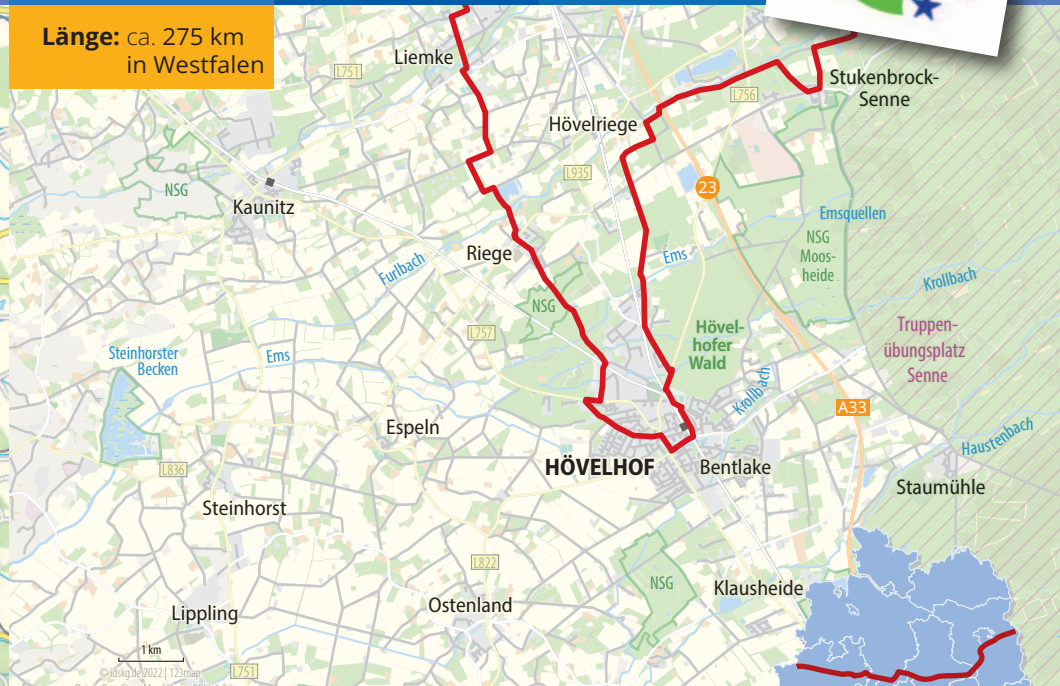 Länge: ca. 275 km
in Westfalen
Liemke
L751
Stukenbrock-
Senne
L756
Hövelriege
L935
23
NSG
Kaunitz
Emsquellen
NSG
Moos-
heide
Riege
Ems
Furlbach
Krollbach
NSG
Truppen-
übungsplatz
Senne
L757
Hövel-
hofer
Wald
Steinhorster
Becken
Ems
Krollbach
A33
Espeln
Haustenbach
HÖVELHOF
Bentlake
L836
Staumühle
Steinhorst
L822
NSG
Klausheide
Ostenland
Lippling
1 km
L751